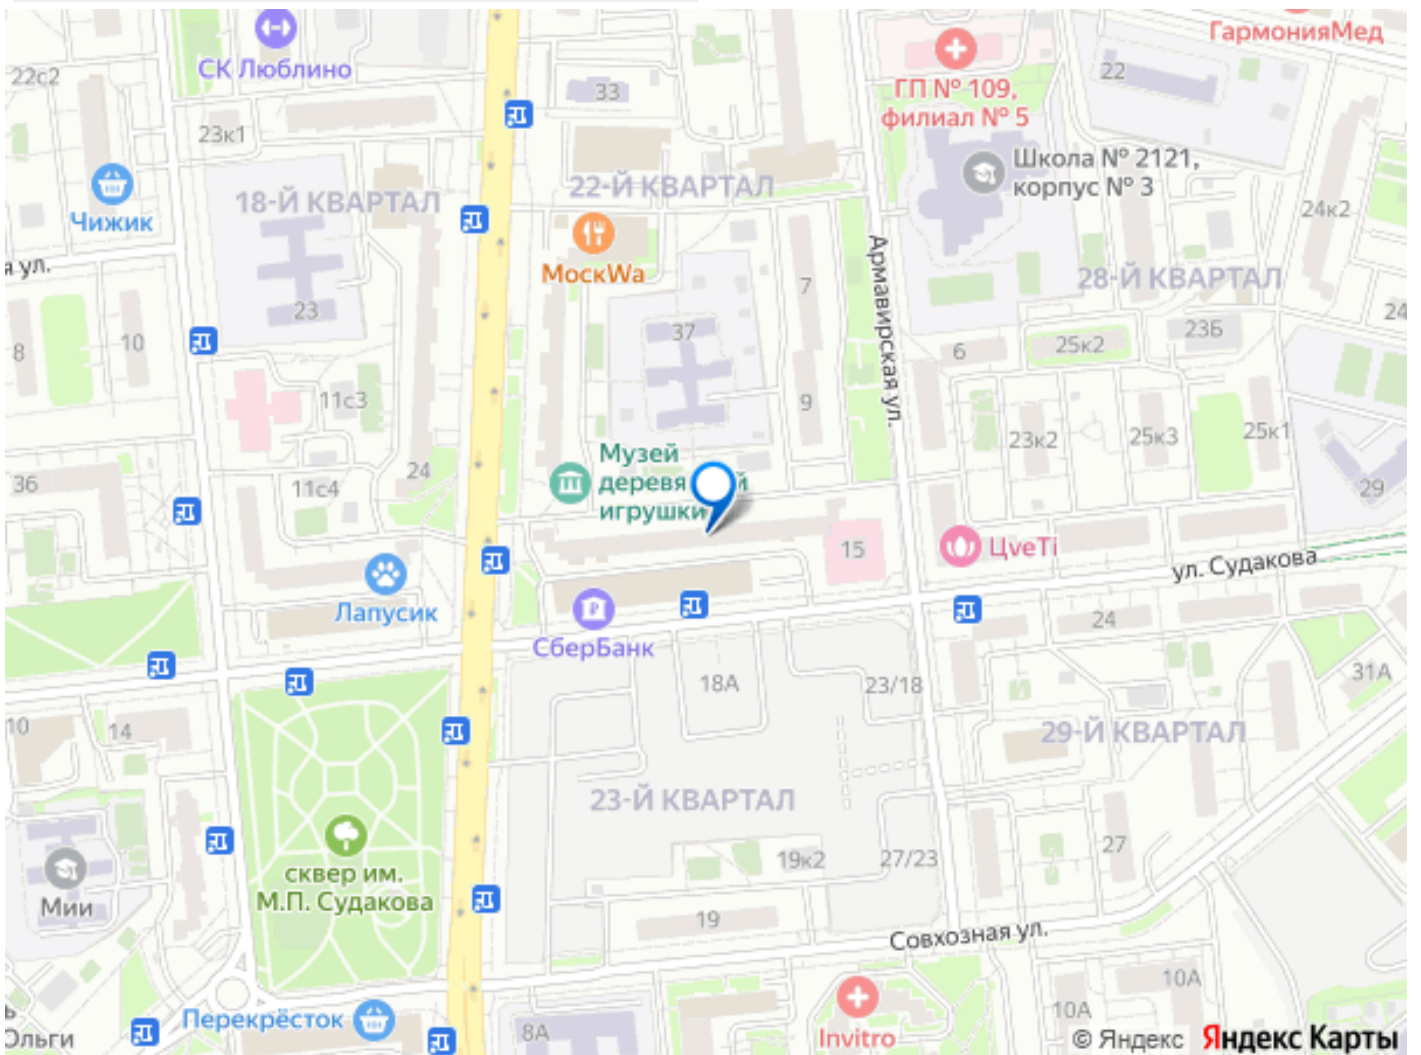 ГармонияМед
СК Люблино
22с2
33
22
ГП № 109,
филиал № 5
23к1
Школа № 2121,
корпус № 3
Чижик
18-Й КВАРТАЛ
22-Й КВАРТАЛ
24к2
я ул.
МоскWa
Армавирская ул.
28-Й КВАРТАЛ
7
23
37
24
8
10
6
25к2
23Б
11с3
9
23к2
25к3
25к1
36
24
11с4
Музей
деревя й
игрушки
29
15
ЦveTi
ул. Судакова
Лапусик
СберБанк
24
18А
23/18
31А
10
14
29-Й КВАРТАЛ
23-Й КВАРТАЛ
19к2
27/23
27
сквер им.
М.П. Судакова
Мии
19
Совхозная ул.
10А
10А
Перекрёсток
8А
Invitro
Ольги
© Яндекс
Яндекс Карты